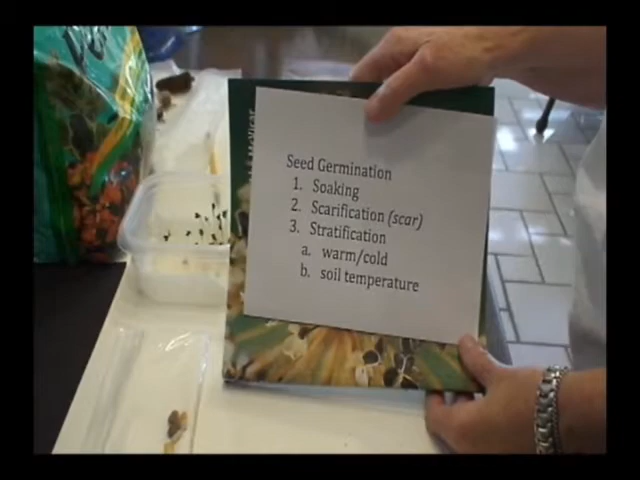 Seed Germination
1. Soaking
2. Scarification (scar)
3. Stratification
a. warm/cold
b. soil temperature